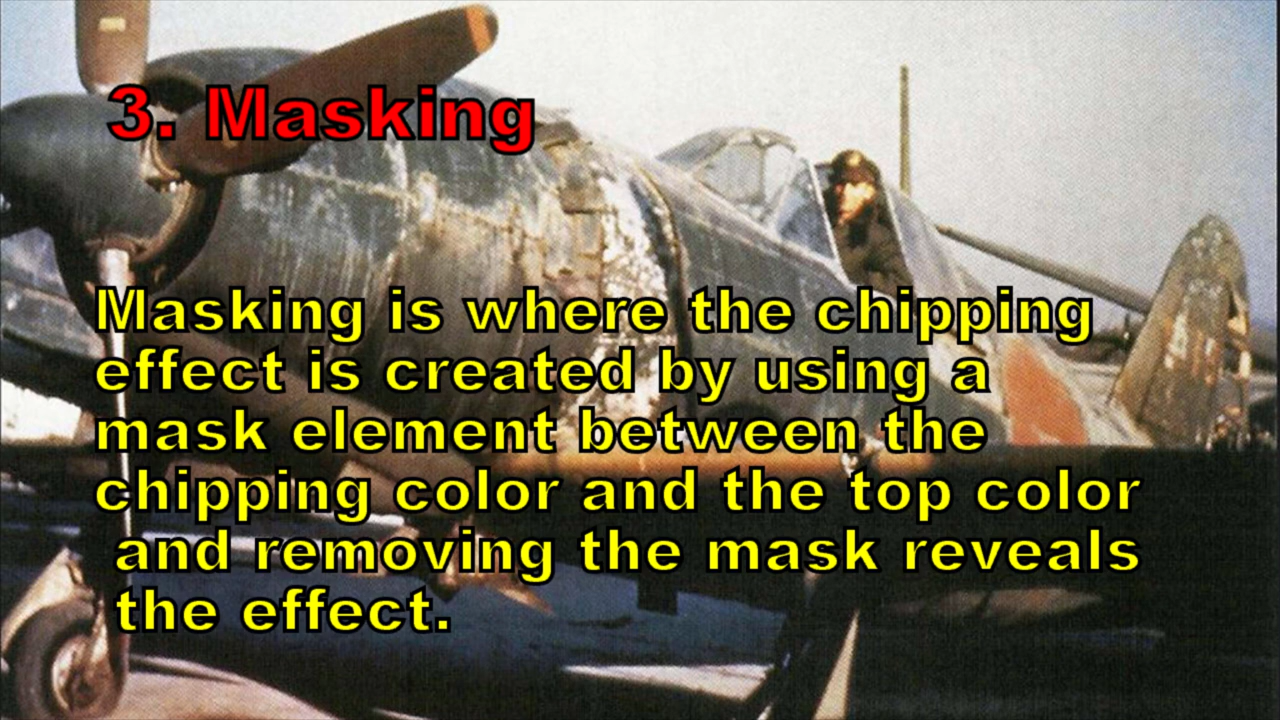 3. Masking
Masking is where the chipping
effect is created by using a
mask element between the
chipping color and the top color
and removing the mask reveals
the effect.